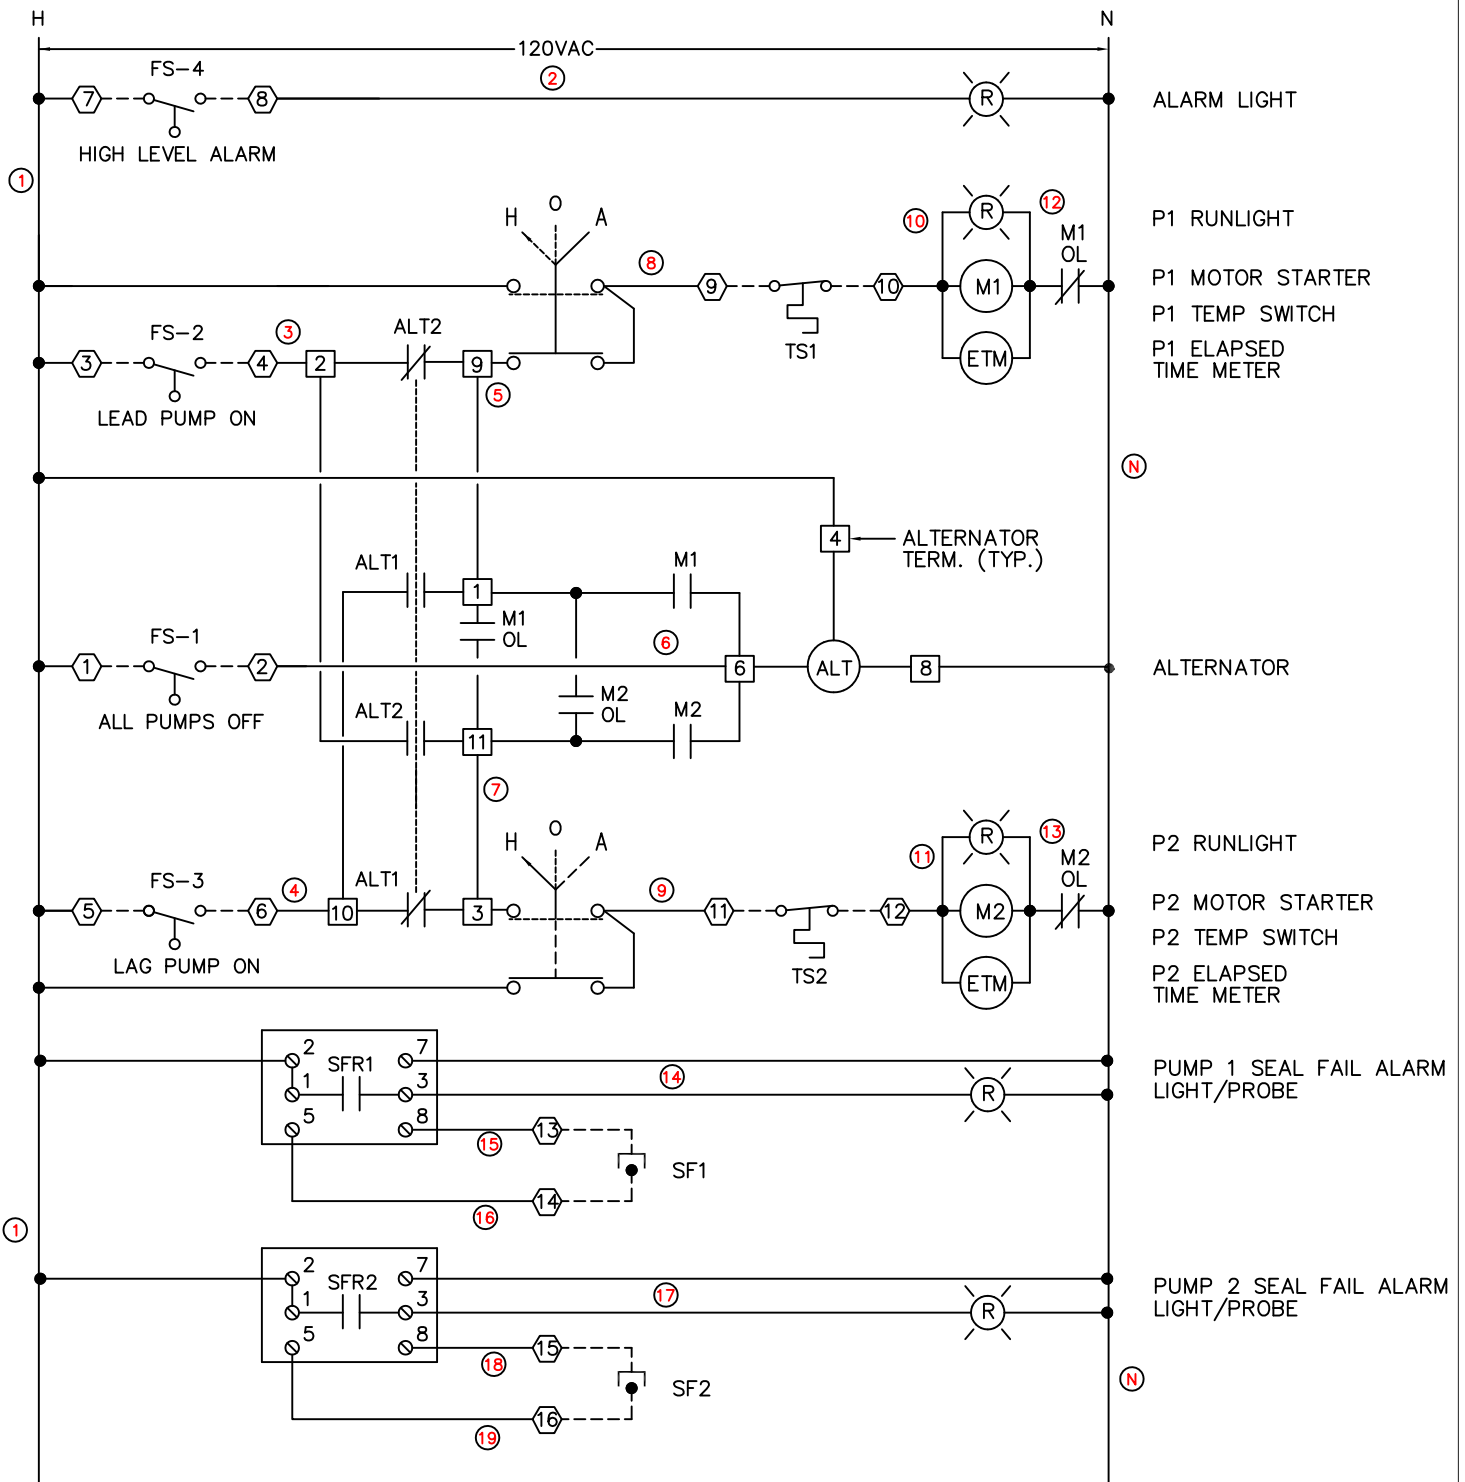 H N
120VAC
FS-4 2
7 8 R ALARM LIGHT
HIGH LEVEL ALARM
1
H O A 10 R 12 P1 RUNLIGHT
M1
OL
8
9 10 M1 P1 MOTOR STARTER
P1 TEMP SWITCH
FS-2 3 ALT2 TS1
3 4 2 9 ETM P1 ELAPSED
TIME METER
5
LEAD PUMP ON
N
4 ALTERNATOR
TERM. (TYP.)
ALT1 M1
1
M1
OL
FS-1 6
1 2 6 ALT 8 ALTERNATOR
M2
OL
ALL PUMPS OFF ALT2 M2
11
7
H O A R 13 P2 RUNLIGHT
11 M2
OL
FS-3 4 ALT1 9
5 6 10 3 11 12 M2 P2 MOTOR STARTER
P2 TEMP SWITCH
LAG PUMP ON TS2
ETM P2 ELAPSED
TIME METER
2 SFR1 7 PUMP 1 SEAL FAIL ALARM
14
1 3 R LIGHT/PROBE
5 8 13
15
SF1
14
16
1
2 SFR2 7 PUMP 2 SEAL FAIL ALARM
17
1 3 R LIGHT/PROBE
5 8 15
18
SF2 N
16
19